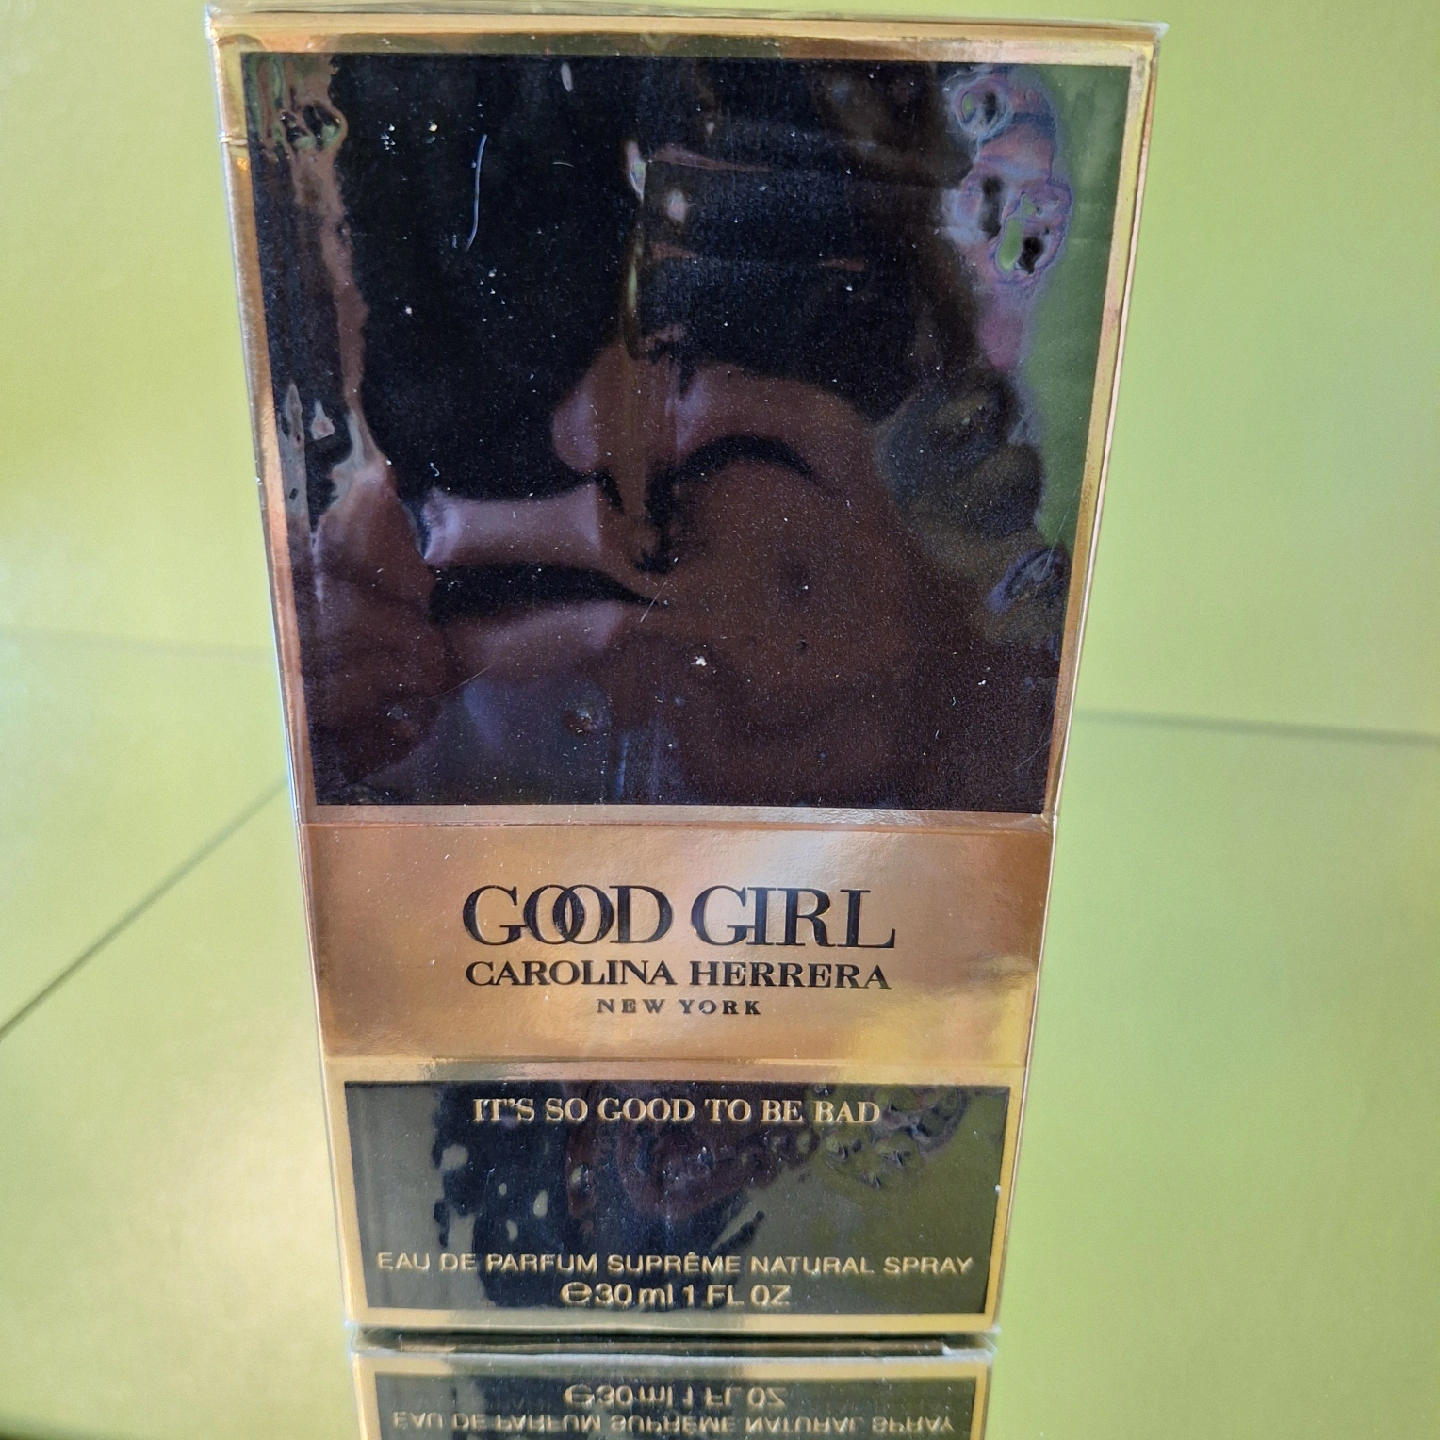 GOOD GIRL
CAROLINA HERRERA
NEW YORK
IT'S SO GOOD TO BE BAD
EAU DE PARFUM SUPRÊME NATURAL SPRAY
℮30 ml 1 FL OZ